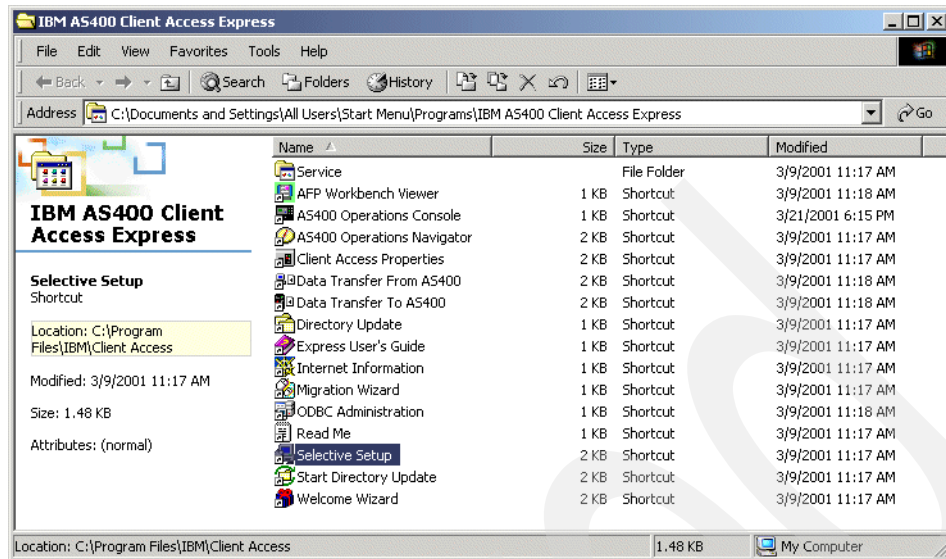 IBM AS400 Client Access Express
File Edit View Favorites Tools Help
Back Search Folders History
Address C:\Documents and Settings\All Users\Start Menu\Programs\IBM AS400 Client Access Express Go
IBM AS400 Client
Access Express
Selective Setup
Shortcut
Location: C:\Program
Files\IBM\Client Access
Modified: 3/9/2001 11:17 AM
Size: 1.48 KB
Attributes: (normal)
Name Size Type Modified
Service File Folder 3/9/2001 11:17 AM
AFP Workbench Viewer 1 KB Shortcut 3/9/2001 11:18 AM
AS400 Operations Console 1 KB Shortcut 3/21/2001 6:15 PM
AS400 Operations Navigator 2 KB Shortcut 3/9/2001 11:17 AM
Client Access Properties 2 KB Shortcut 3/9/2001 11:17 AM
Data Transfer From AS400 2 KB Shortcut 3/9/2001 11:18 AM
Data Transfer To AS400 2 KB Shortcut 3/9/2001 11:18 AM
Directory Update 1 KB Shortcut 3/9/2001 11:17 AM
Express User's Guide 1 KB Shortcut 3/9/2001 11:17 AM
Internet Information 1 KB Shortcut 3/9/2001 11:17 AM
Migration Wizard 1 KB Shortcut 3/9/2001 11:17 AM
ODBC Administration 1 KB Shortcut 3/9/2001 11:18 AM
Read Me 1 KB Shortcut 3/9/2001 11:17 AM
Selective Setup 2 KB Shortcut 3/9/2001 11:17 AM
Start Directory Update 2 KB Shortcut 3/9/2001 11:17 AM
Welcome Wizard 2 KB Shortcut 3/9/2001 11:17 AM
Location: C:\Program Files\IBM\Client Access 1.48 KB My Computer